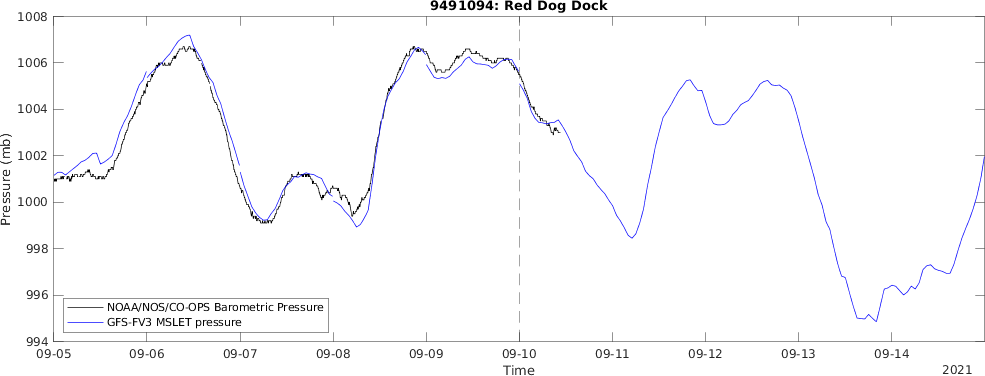 9491094: Red Dog Dock
Pressure (mb)
1008
1006
1004
1002
1000
998
996
994
NOAA/NOS/CO-OPS Barometric Pressure
GFS-FV3 MSLET pressure
09-05 09-06 09-07 09-08 09-09 09-10 09-11 09-12 09-13 09-14
Time
2021